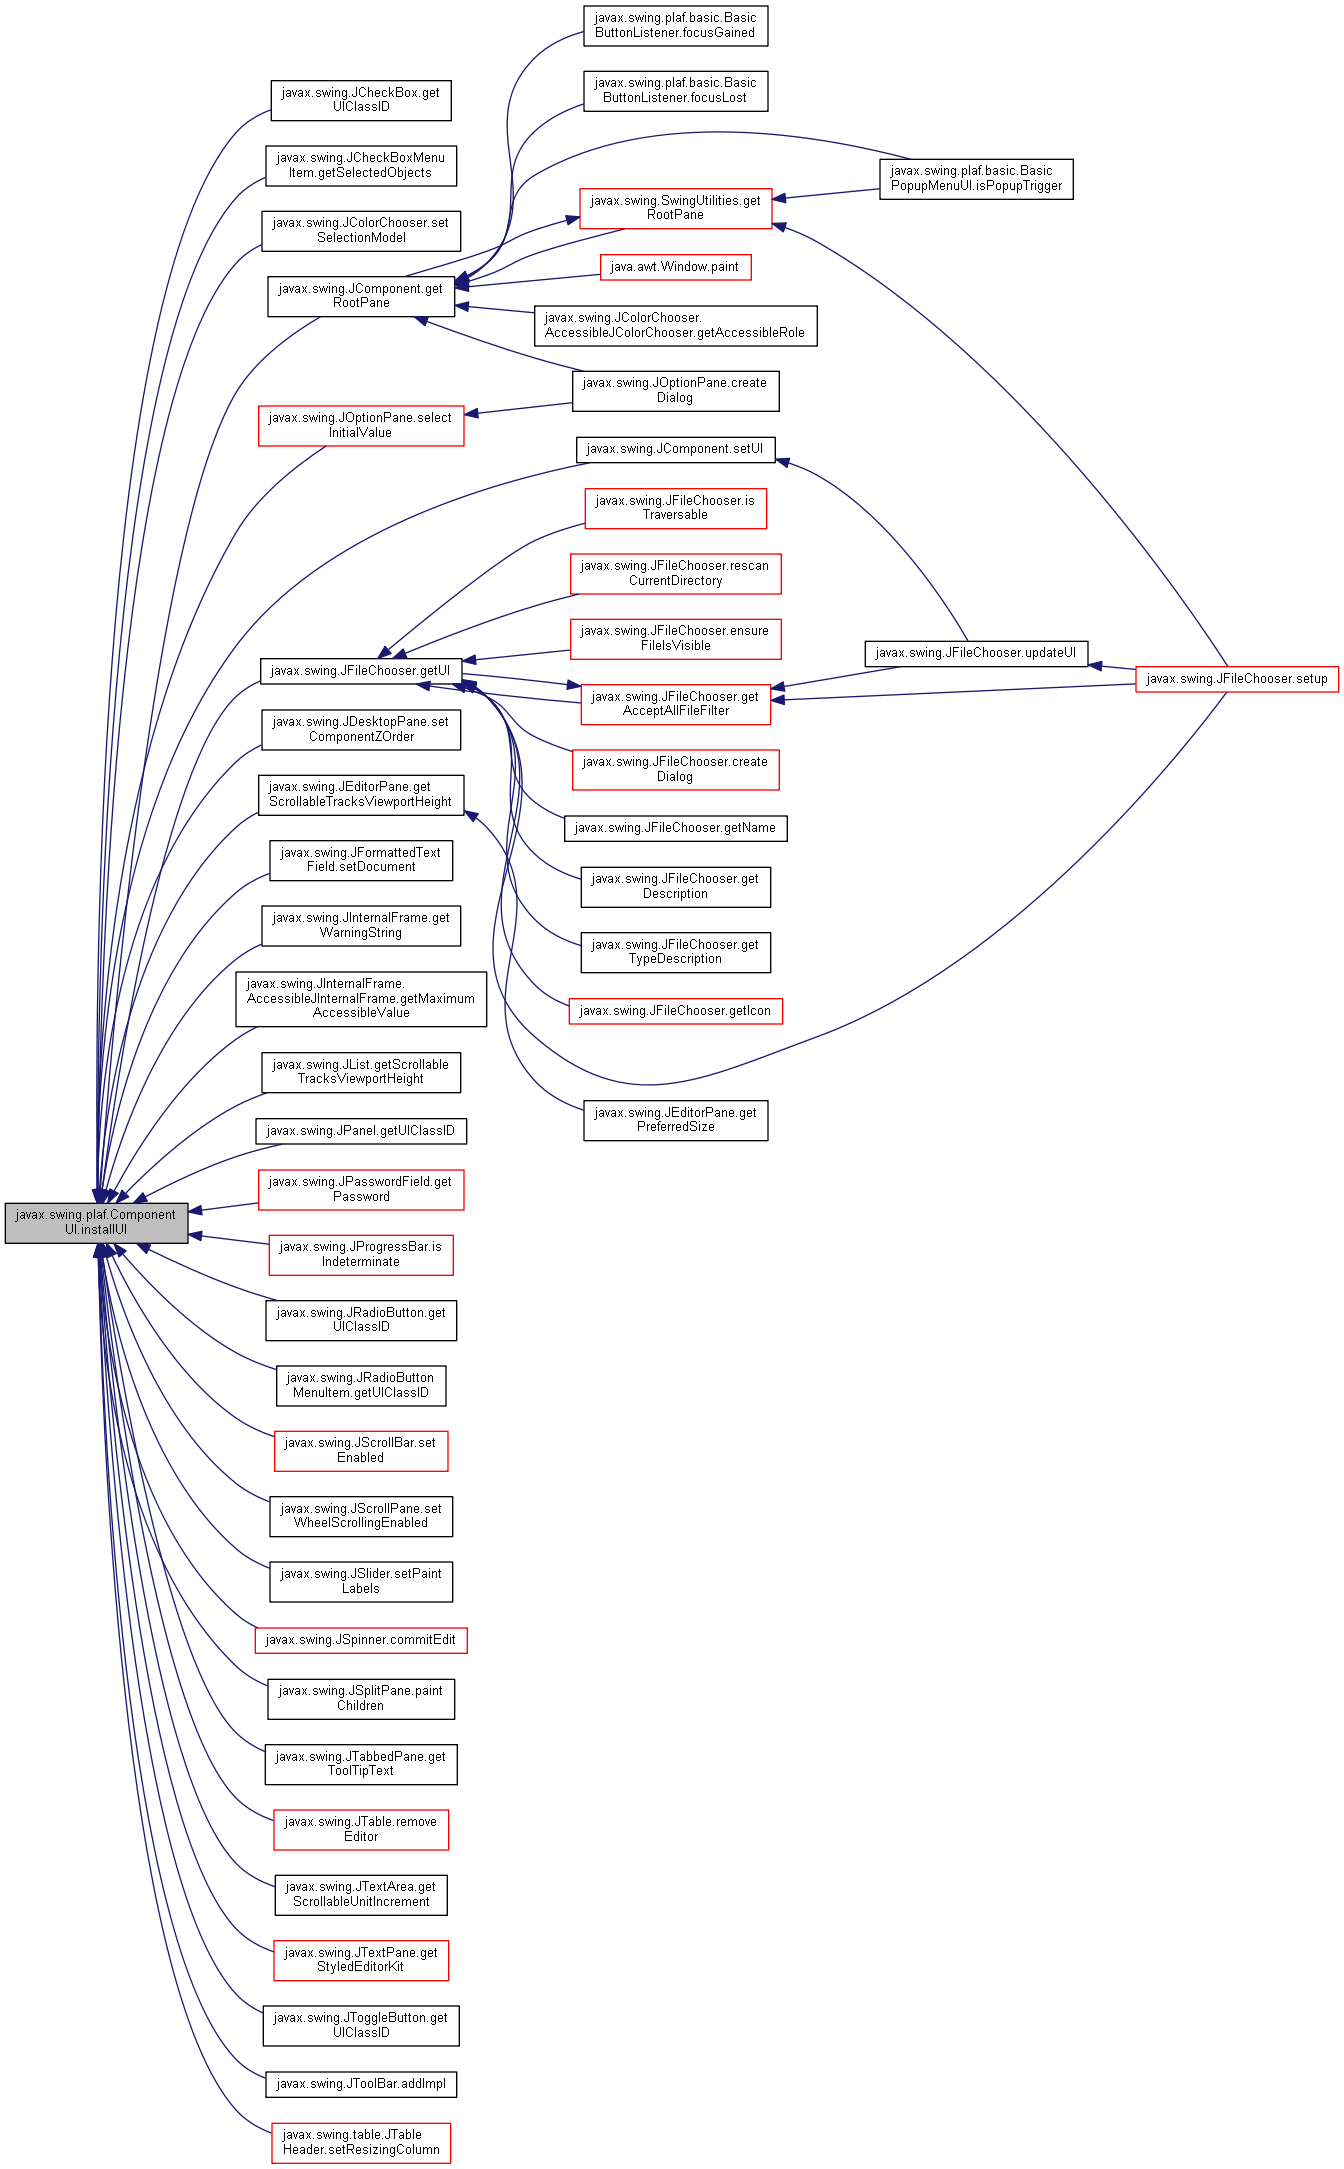 javax.swing.plaf.basic.Basic
ButtonListener.focusGained
javax.swing.plaf.basic.Basic
ButtonListener.focusLost
javax.swing.JCheckBox.get
UIClassID
javax.swing.JCheckBoxMenu
Item.getSelectedObjects
javax.swing.plaf.basic.Basic
PopupMenuUI.isPopupTrigger
javax.swing.SwingUtilities.get
RootPane
javax.swing.JColorChooser.set
SelectionModel
java.awt.Window.paint
javax.swing.JComponent.get
RootPane
javax.swing.JColorChooser.
AccessibleJColorChooser.getAccessibleRole
javax.swing.JOptionPane.create
Dialog
javax.swing.JOptionPane.select
InitialValue
javax.swing.JComponent.setUI
javax.swing.JFileChooser.is
Traversable
javax.swing.JFileChooser.rescan
CurrentDirectory
javax.swing.JFileChooser.ensure
FileIsVisible
javax.swing.JFileChooser.updateUI
javax.swing.JFileChooser.getUI
javax.swing.JFileChooser.setup
javax.swing.JFileChooser.get
AcceptAllFileFilter
javax.swing.JDesktopPane.set
ComponentZOrder
javax.swing.JFileChooser.create
Dialog
javax.swing.JEditorPane.get
ScrollableTracksViewportHeight
javax.swing.JFileChooser.getName
javax.swing.JFormattedText
Field.setDocument
javax.swing.JFileChooser.get
Description
javax.swing.JInternalFrame.get
WarningString
javax.swing.JFileChooser.get
TypeDescription
javax.swing.JInternalFrame.
AccessibleJInternalFrame.getMaximum
AccessibleValue
javax.swing.JFileChooser.getIcon
javax.swing.JList.getScrollable
TracksViewportHeight
javax.swing.JEditorPane.get
PreferredSize
javax.swing.JPanel.getUIClassID
javax.swing.JPasswordField.get
Password
javax.swing.plaf.Component
UI.installUI
javax.swing.JProgressBar.is
Indeterminate
javax.swing.JRadioButton.get
UIClassID
javax.swing.JRadioButton
MenuItem.getUIClassID
javax.swing.JScrollBar.set
Enabled
javax.swing.JScrollPane.set
WheelScrollingEnabled
javax.swing.JSlider.setPaint
Labels
javax.swing.JSpinner.commitEdit
javax.swing.JSplitPane.paint
Children
javax.swing.JTabbedPane.get
ToolTipText
javax.swing.JTable.remove
Editor
javax.swing.JTextArea.get
ScrollableUnitIncrement
javax.swing.JTextPane.get
StyledEditorKit
javax.swing.JToggleButton.get
UIClassID
javax.swing.JToolBar.addImpl
javax.swing.table.JTable
Header.setResizingColumn